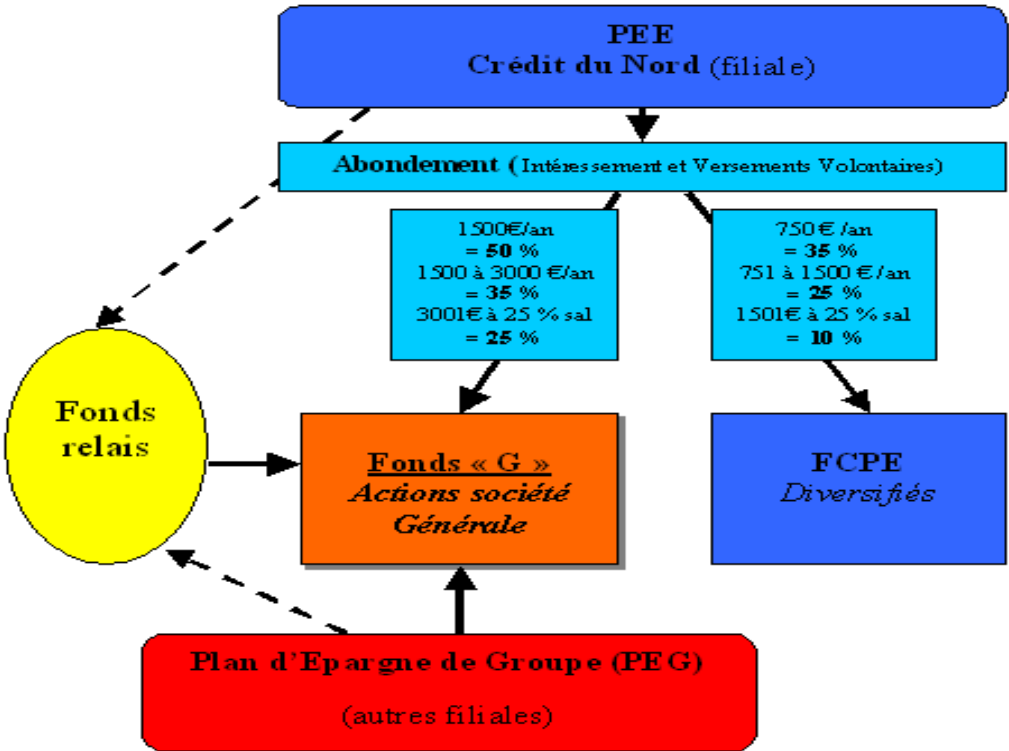 PEE
Crédit du Nord (filiale)
Abondement (Intéressement et Versements Volontaires)
1500€/an
= 50 %
1500 à 3000 €/an
= 35 %
3001€ à 25 % sal
= 25 %
750 € /an
= 35 %
751 à 1500 € /an
= 25 %
1501€ à 25 % sal
= 10 %
Fonds
relais
Fonds « G »
Actions société
Générale
FCPE
Diversifiés
Plan d’Epargne de Groupe (PEG)
(autres filiales)